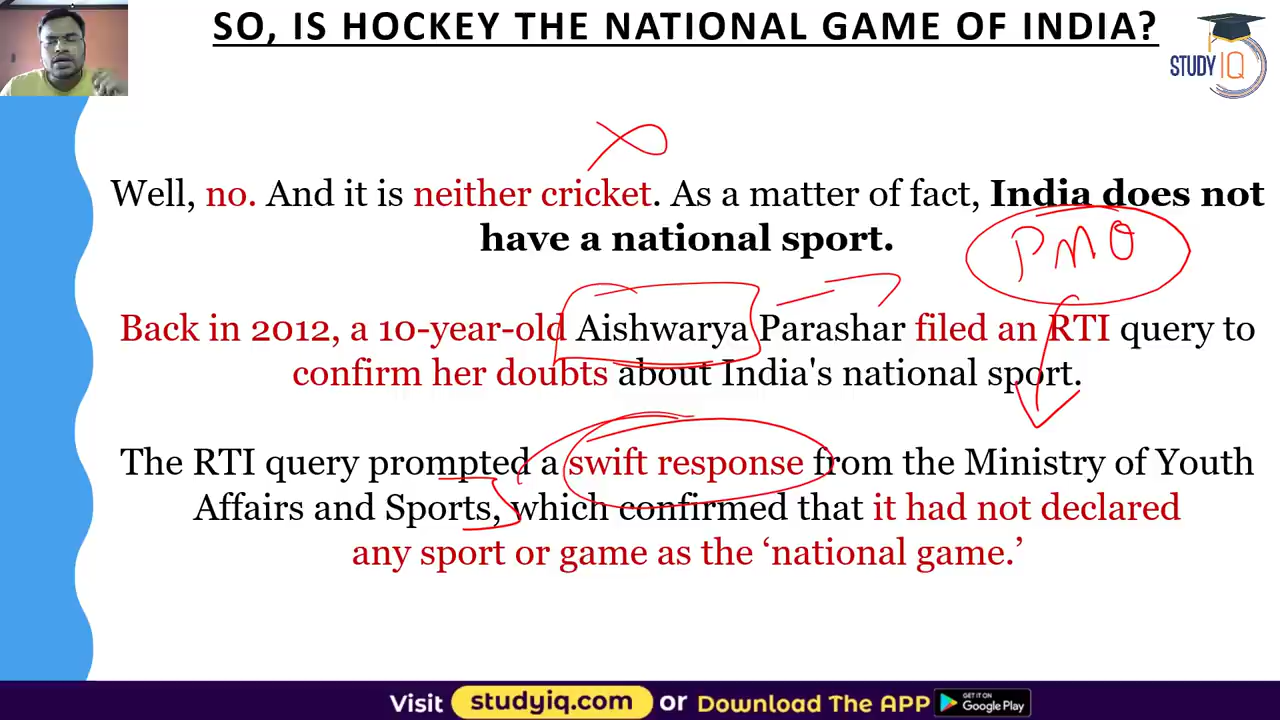 SO, IS HOCKEY THE NATIONAL GAME OF INDIA?
STUDY IQ
Well, no. And it is neither cricket. As a matter of fact, India does not
have a national sport.
PMO
Back in 2012, a 10-year-old Aishwarya Parashar filed an RTI query to
confirm her doubts about India's national sport.
The RTI query prompted a swift response from the Ministry of Youth
Affairs and Sports, which confirmed that it had not declared
any sport or game as the ‘national game.’
Visit studyiq.com or Download The APP GET IT ON Google Play